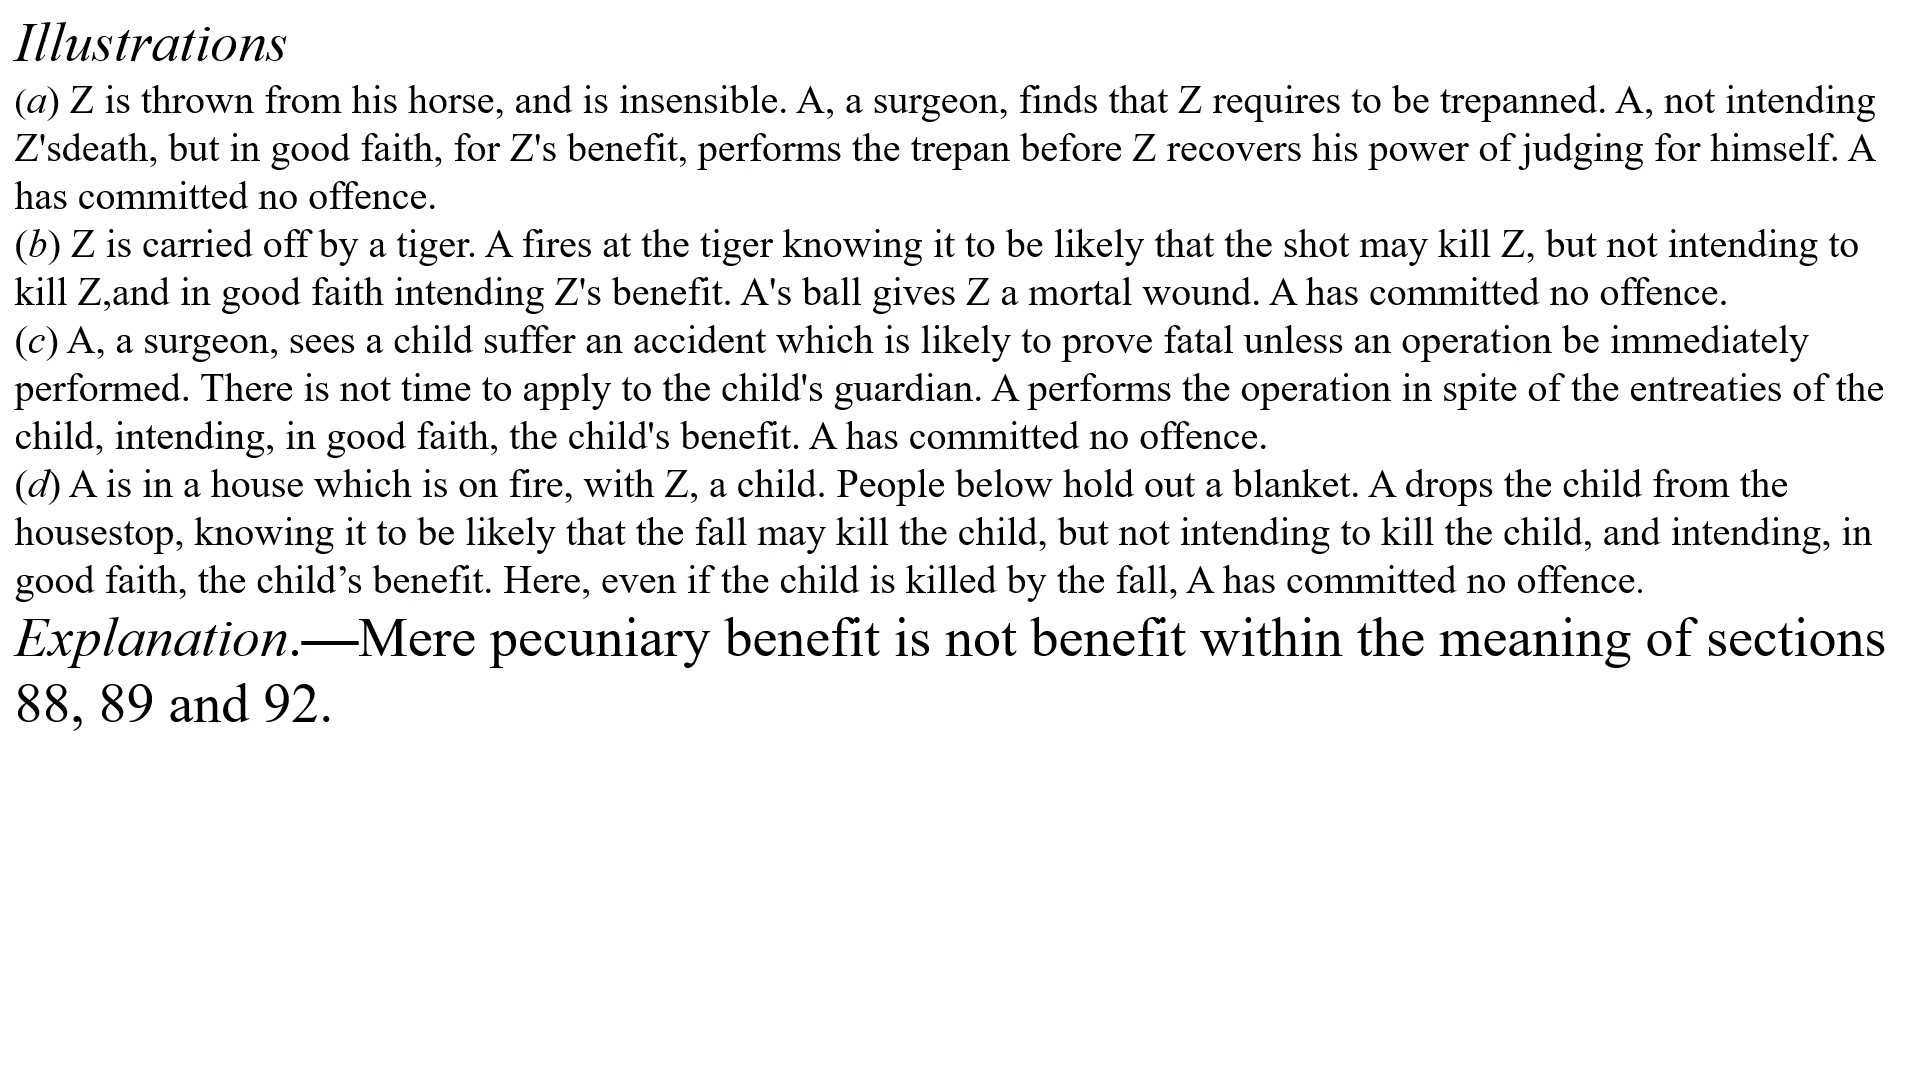 Illustrations
(a) Z is thrown from his horse, and is insensible. A, a surgeon, finds that Z requires to be trepanned. A, not intending
Z'sdeath, but in good faith, for Z's benefit, performs the trepan before Z recovers his power of judging for himself. A
has committed no offence.
(b) Z is carried off by a tiger. A fires at the tiger knowing it to be likely that the shot may kill Z, but not intending to
kill Z,and in good faith intending Z's benefit. A's ball gives Z a mortal wound. A has committed no offence.
(c) A, a surgeon, sees a child suffer an accident which is likely to prove fatal unless an operation be immediately
performed. There is not time to apply to the child's guardian. A performs the operation in spite of the entreaties of the
child, intending, in good faith, the child's benefit. A has committed no offence.
(d) A is in a house which is on fire, with Z, a child. People below hold out a blanket. A drops the child from the
housestop, knowing it to be likely that the fall may kill the child, but not intending to kill the child, and intending, in
good faith, the child’s benefit. Here, even if the child is killed by the fall, A has committed no offence.
Explanation.—Mere pecuniary benefit is not benefit within the meaning of sections
88, 89 and 92.